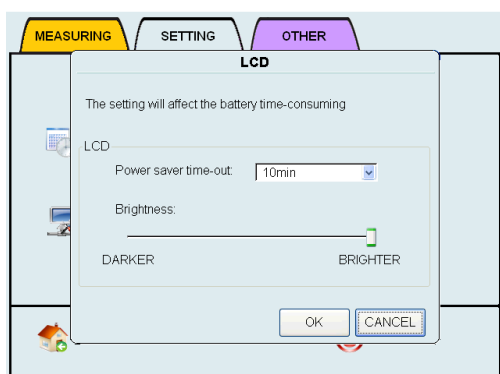 MEASURING SETTING OTHER
LCD
The setting will affect the battery time-consuming
LCD
Power saver time-out: 10min
Brightness:
DARKER BRIGHTER
OK CANCEL